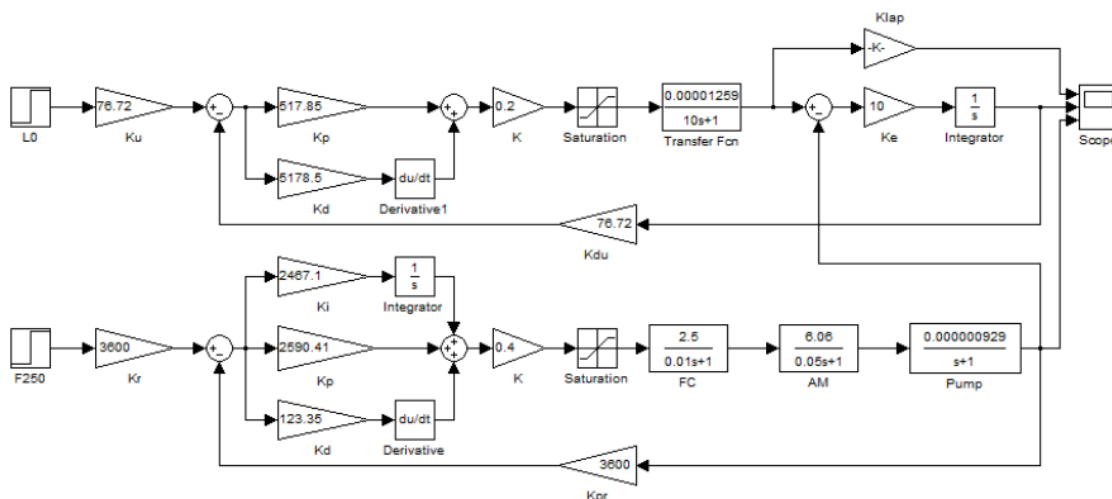 Klap
-K-
76.72
517.85
0.2
0.00001259
10s+1
10
1
s
L0
Ku
Kp
K
Saturation
Transfer Fcn
Ke
Integrator
Scope
5178.5
du/dt
Kd
Derivative1
76.72
Kdu
2467.1
1
s
Ki
Integrator
3600
2590.41
0.4
2.5
0.01s+1
6.06
0.05s+1
0.000000929
s+1
F250
Kr
Kp
K
Saturation
FC
AM
Pump
123.35
du/dt
Kd
Derivative
3600
Kpr